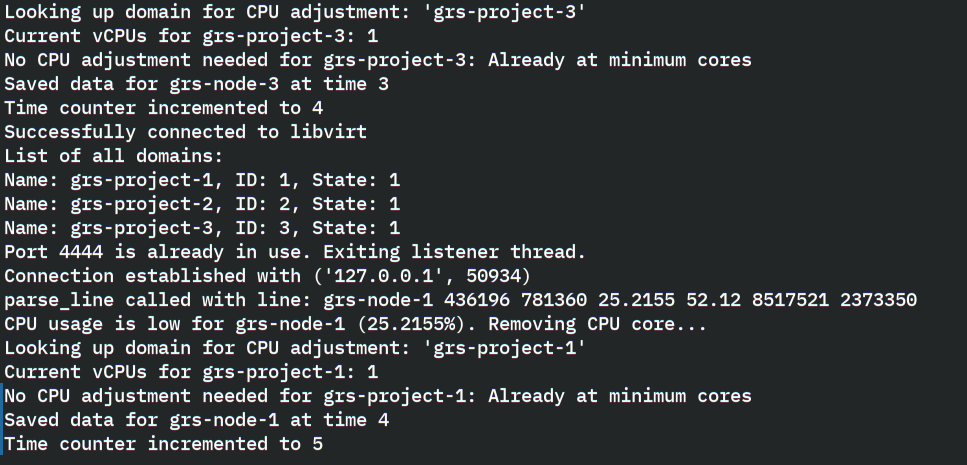 Looking up domain for CPU adjustment: 'grs-project-3'
Current vCPUs for grs-project-3: 1
No CPU adjustment needed for grs-project-3: Already at minimum cores
Saved data for grs-node-3 at time 3
Time counter incremented to 4
Successfully connected to libvirt
List of all domains:
Name: grs-project-1, ID: 1, State: 1
Name: grs-project-2, ID: 2, State: 1
Name: grs-project-3, ID: 3, State: 1
Port 4444 is already in use. Exiting listener thread.
Connection established with ('127.0.0.1', 50934)
parse_line called with line: grs-node-1 436196 781360 25.2155 52.12 8517521 2373350
CPU usage is low for grs-node-1 (25.2155%). Removing CPU core...
Looking up domain for CPU adjustment: 'grs-project-1'
Current vCPUs for grs-project-1: 1
No CPU adjustment needed for grs-project-1: Already at minimum cores
Saved data for grs-node-1 at time 4
Time counter incremented to 5